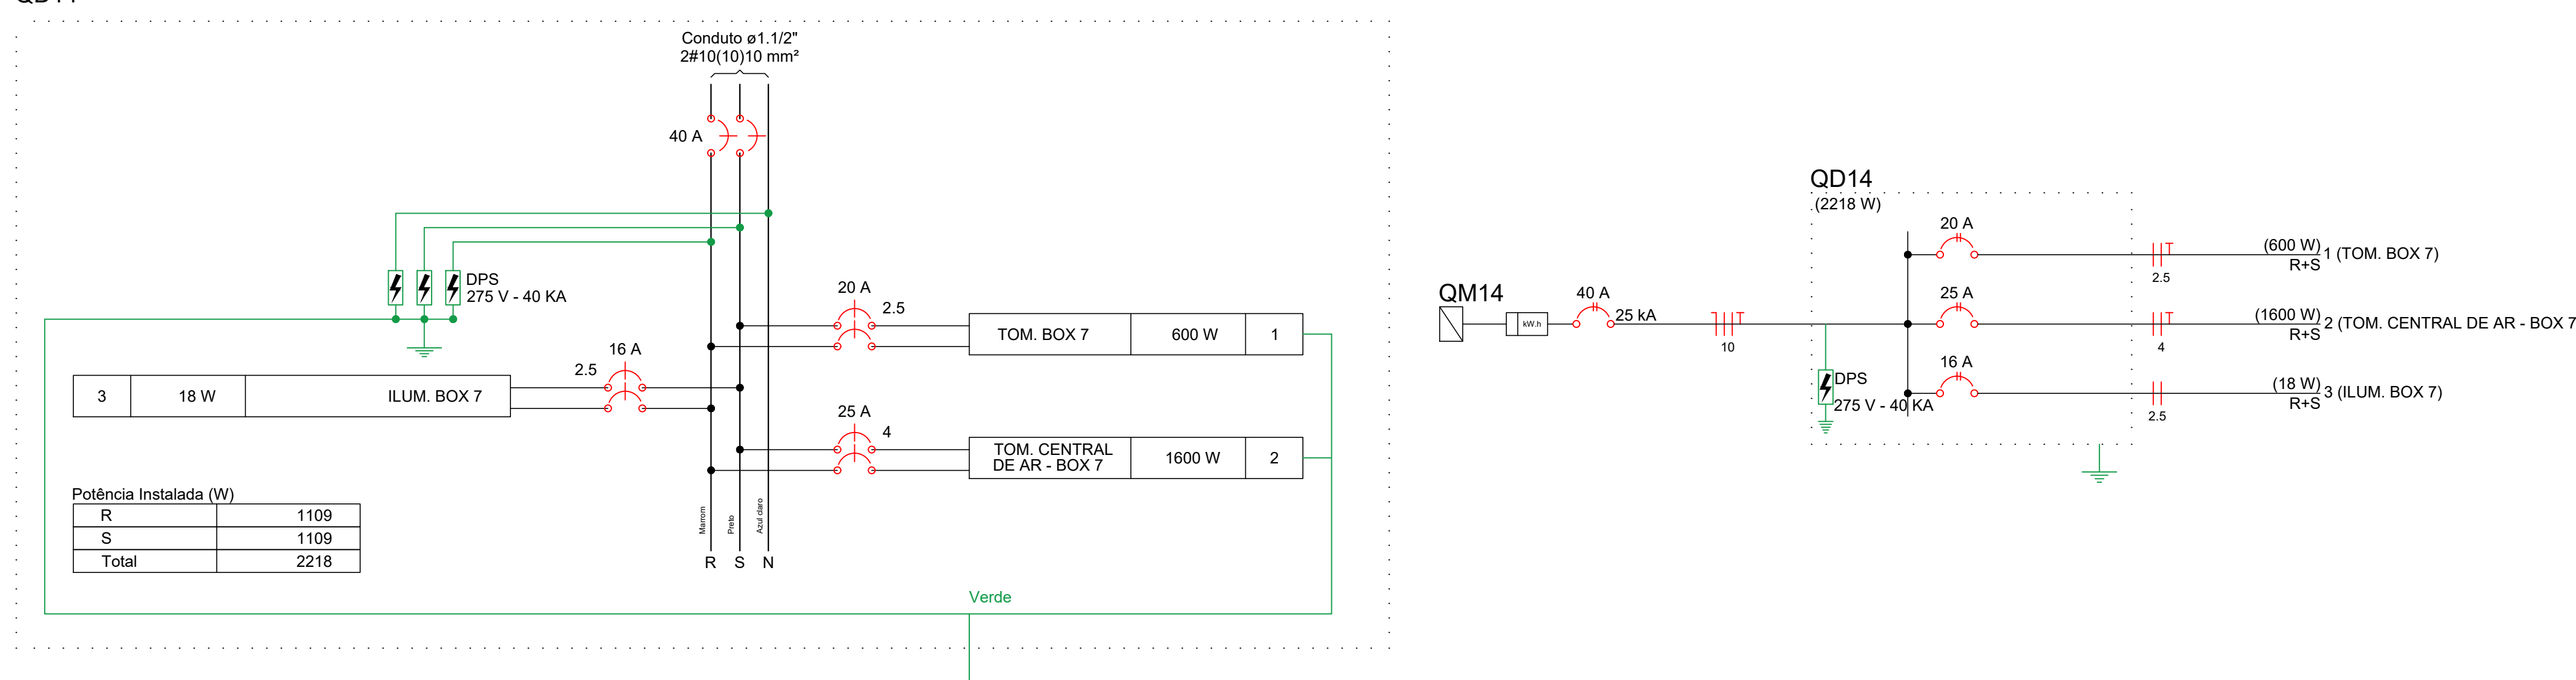 Conduto ø1.1/2"
2#10(10)10 mm²
40 A
DPS
275 V - 40 KA
20 A
2.5
TOM. BOX 7
600 W
1
16 A
2.5
3
18 W
ILUM. BOX 7
25 A
4
TOM. CENTRAL
DE AR - BOX 7
1600 W
2
Potência Instalada (W)
R 1109
S 1109
Total 2218
Marrom
Preto
Azul claro
R S N
Verde
QD14
(2218 W)
QM14
kW.h
40 A
25 kA
10
DPS
275 V - 40 KA
20 A
2.5
(600 W)
R+S
1 (TOM. BOX 7)
25 A
4
(1600 W)
R+S
2 (TOM. CENTRAL DE AR - BOX 7
16 A
2.5
(18 W)
R+S
3 (ILUM. BOX 7)